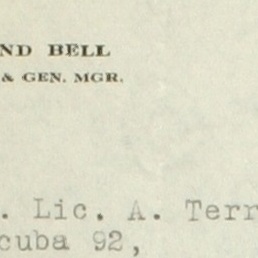 ND BELL
& GEN. MGR.
. Lic. A. Terr
cuba 92,